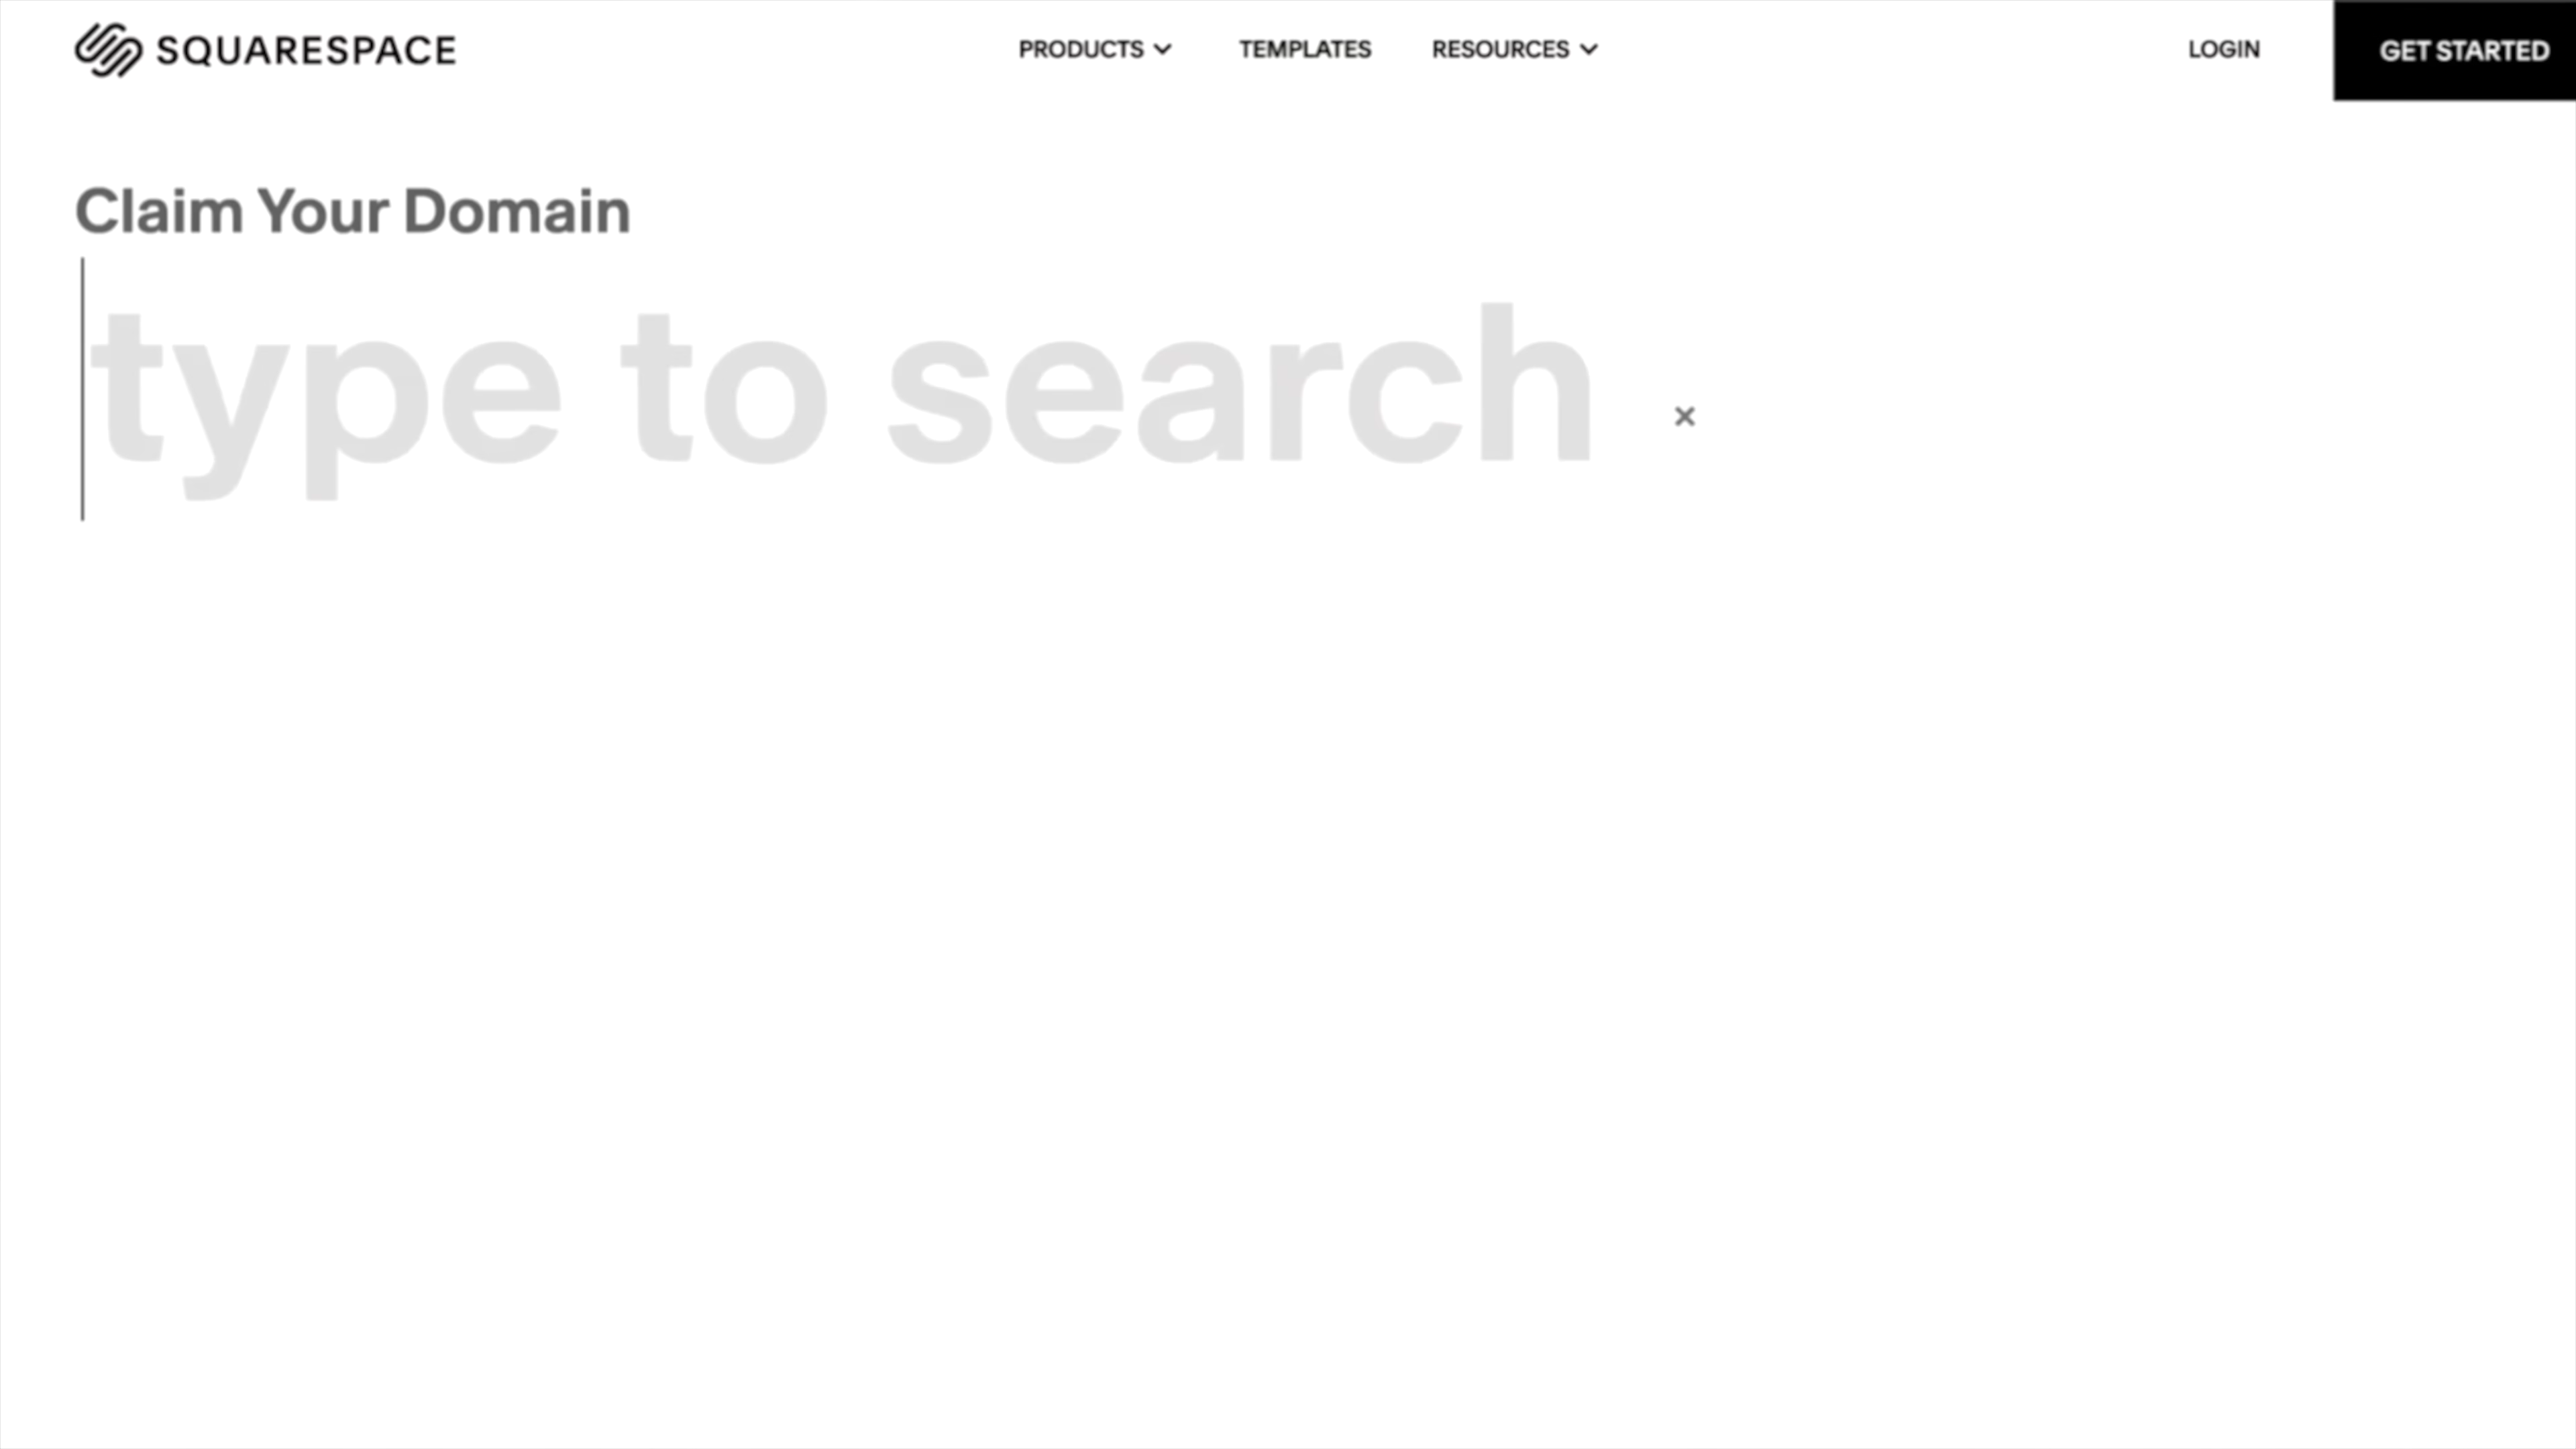 SQUARESPACE
PRODUCTS
TEMPLATES
RESOURCES
LOGIN
GET STARTED
Claim Your Domain
type to search